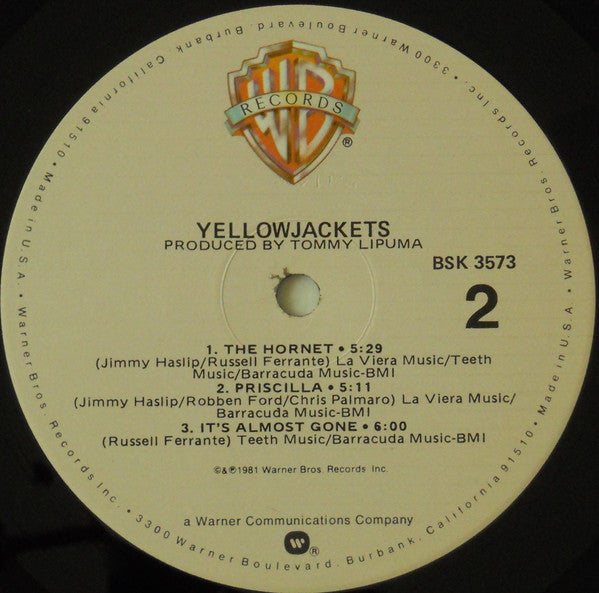 WB
RECORDS
®
YELLOWJACKETS
PRODUCED BY TOMMY LIPUMA
BSK 3573
2
1. THE HORNET • 5:29
(Jimmy Haslip/Russell Ferrante) La Viera Music/Teeth
Music/Barracuda Music-BMI
2. PRISCILLA • 5:11
(Jimmy Haslip/Robben Ford/Chris Palmaro) La Viera Music/
Barracuda Music-BMI
3. IT'S ALMOST GONE • 6:00
(Russell Ferrante) Teeth Music/Barracuda Music-BMI
©&℗1981 Warner Bros. Records Inc.
a Warner Communications Company
®
Warner Bros. Records Inc. • 3300 Warner Boulevard, Burbank, California 91510 • Made in U.S.A. • Warner Bros. Records Inc. • 3300 Warner Boulevard, Burbank, California 91510 • Made in U.S.A. •